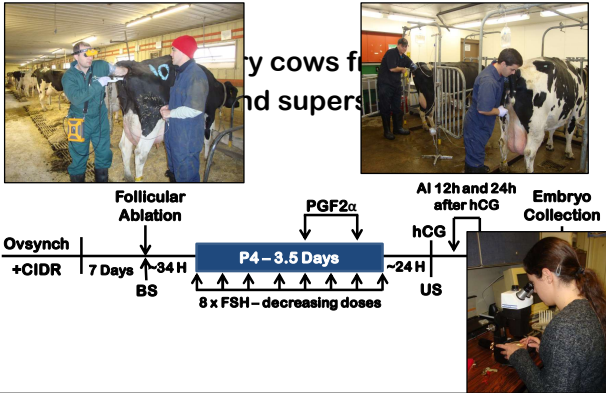 ry cows f
nd supers
Follicular
Ablation
PGF2α
AI 12h and 24h
after hCG
Embryo
Collection
hCG
Ovsynch
+CIDR
7 Days
~34 H
P4 – 3.5 Days
~24 H
BS
US
8 x FSH – decreasing doses